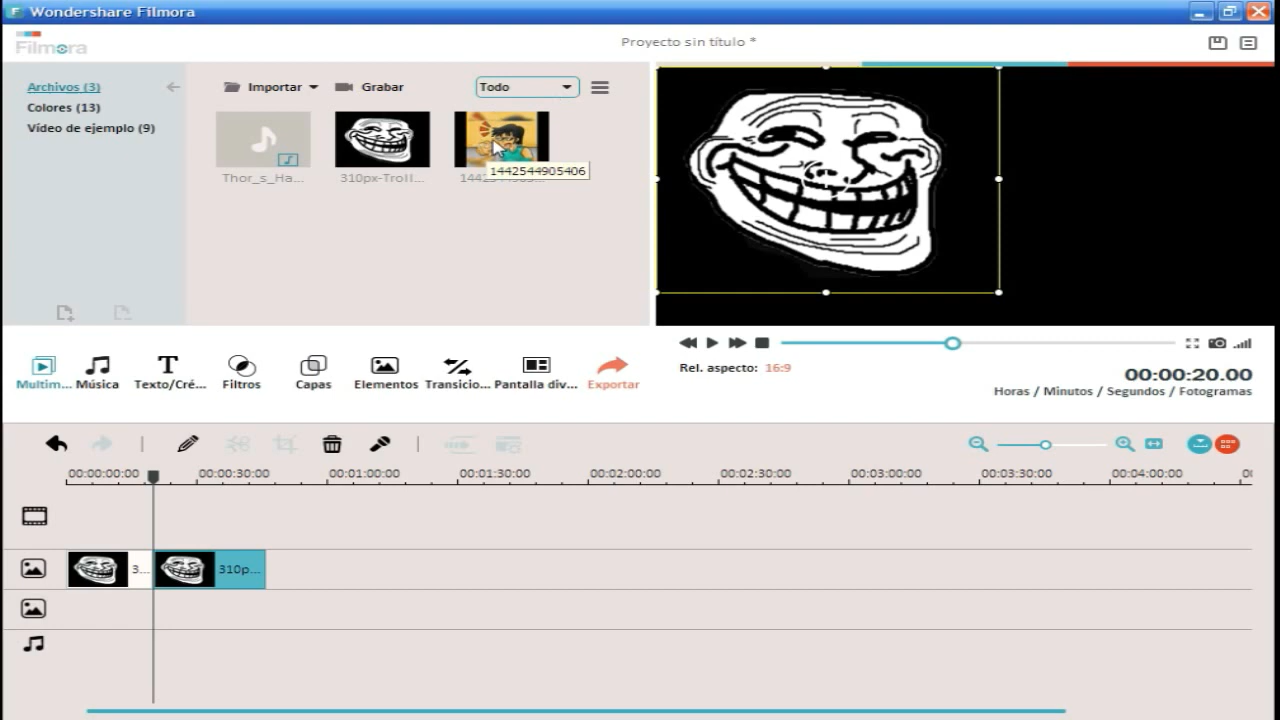 Wondershare Filmora
Filmora
Proyecto sin título *
Archivos (3)
Colores (13)
Vídeo de ejemplo (9)
Importar
Grabar
Todo
Thor_s_Ha...
310px-Troll...
1442544905406
Multim...
Música
Texto/Cré...
Filtros
Capas
Elementos
Transicio...
Pantalla div...
Exportar
Rel. aspecto: 16:9
00:00:20.00
Horas / Minutos / Segundos / Fotogramas
00:00:00:00
00:00:30:00
00:01:00:00
00:01:30:00
00:02:00:00
00:02:30:00
00:03:00:00
00:03:30:00
00:04:00:00
3...
310p...